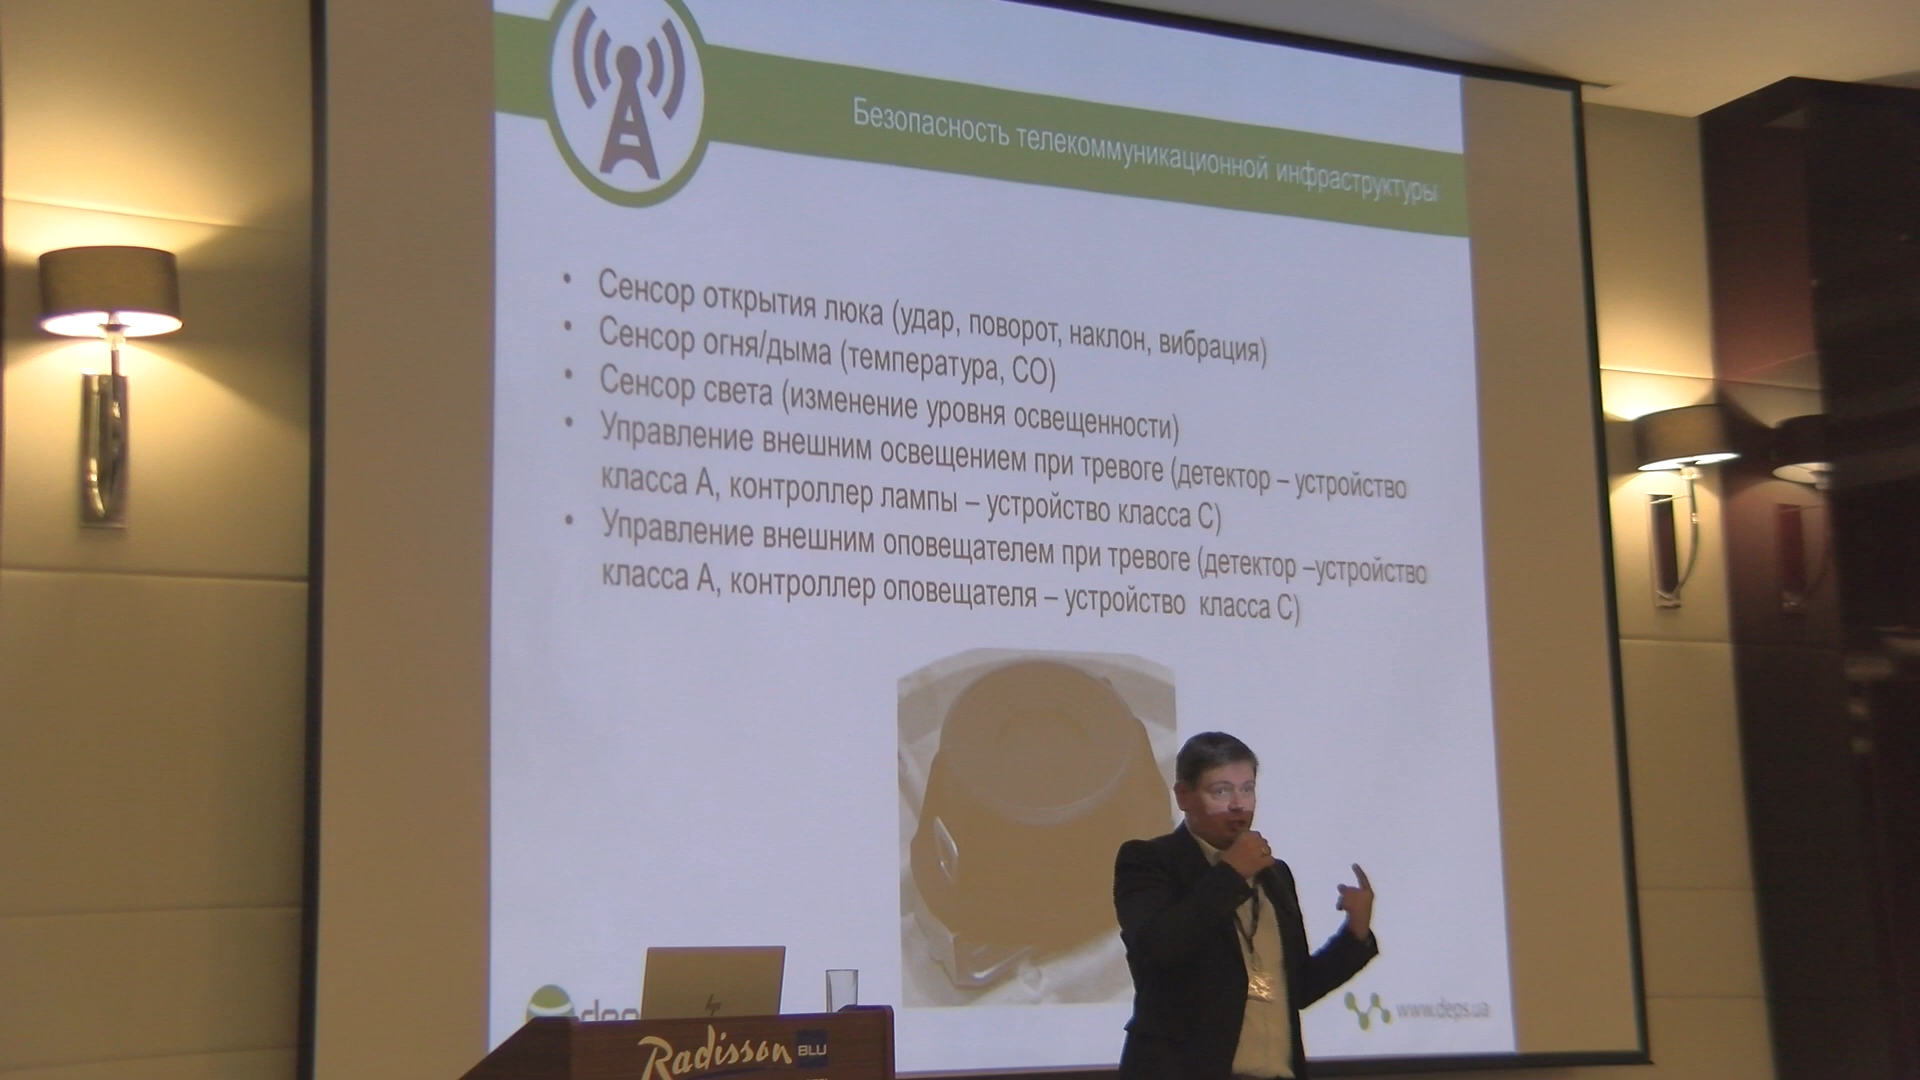 Безопасность телекоммуникационной инфраструктуры
• Сенсор открытия люка (удар, поворот, наклон, вибрация)
• Сенсор огня/дыма (температура, СО)
• Сенсор света (изменение уровня освещенности)
• Управление внешним освещением при тревоге (детектор – устройство
класса А, контроллер лампы – устройство класса С)
• Управление внешним оповещателем при тревоге (детектор –устройство
класса А, контроллер оповещателя – устройство класса С)
www.deps.ua
hp
Radisson BLU